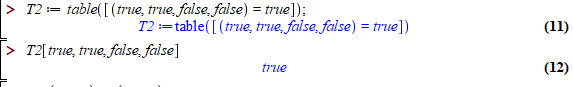 > T2 := table([(true, true, false, false) = true]);
T2 := table([(true, true, false, false) = true]) (11)
> T2[true, true, false, false]
true (12)